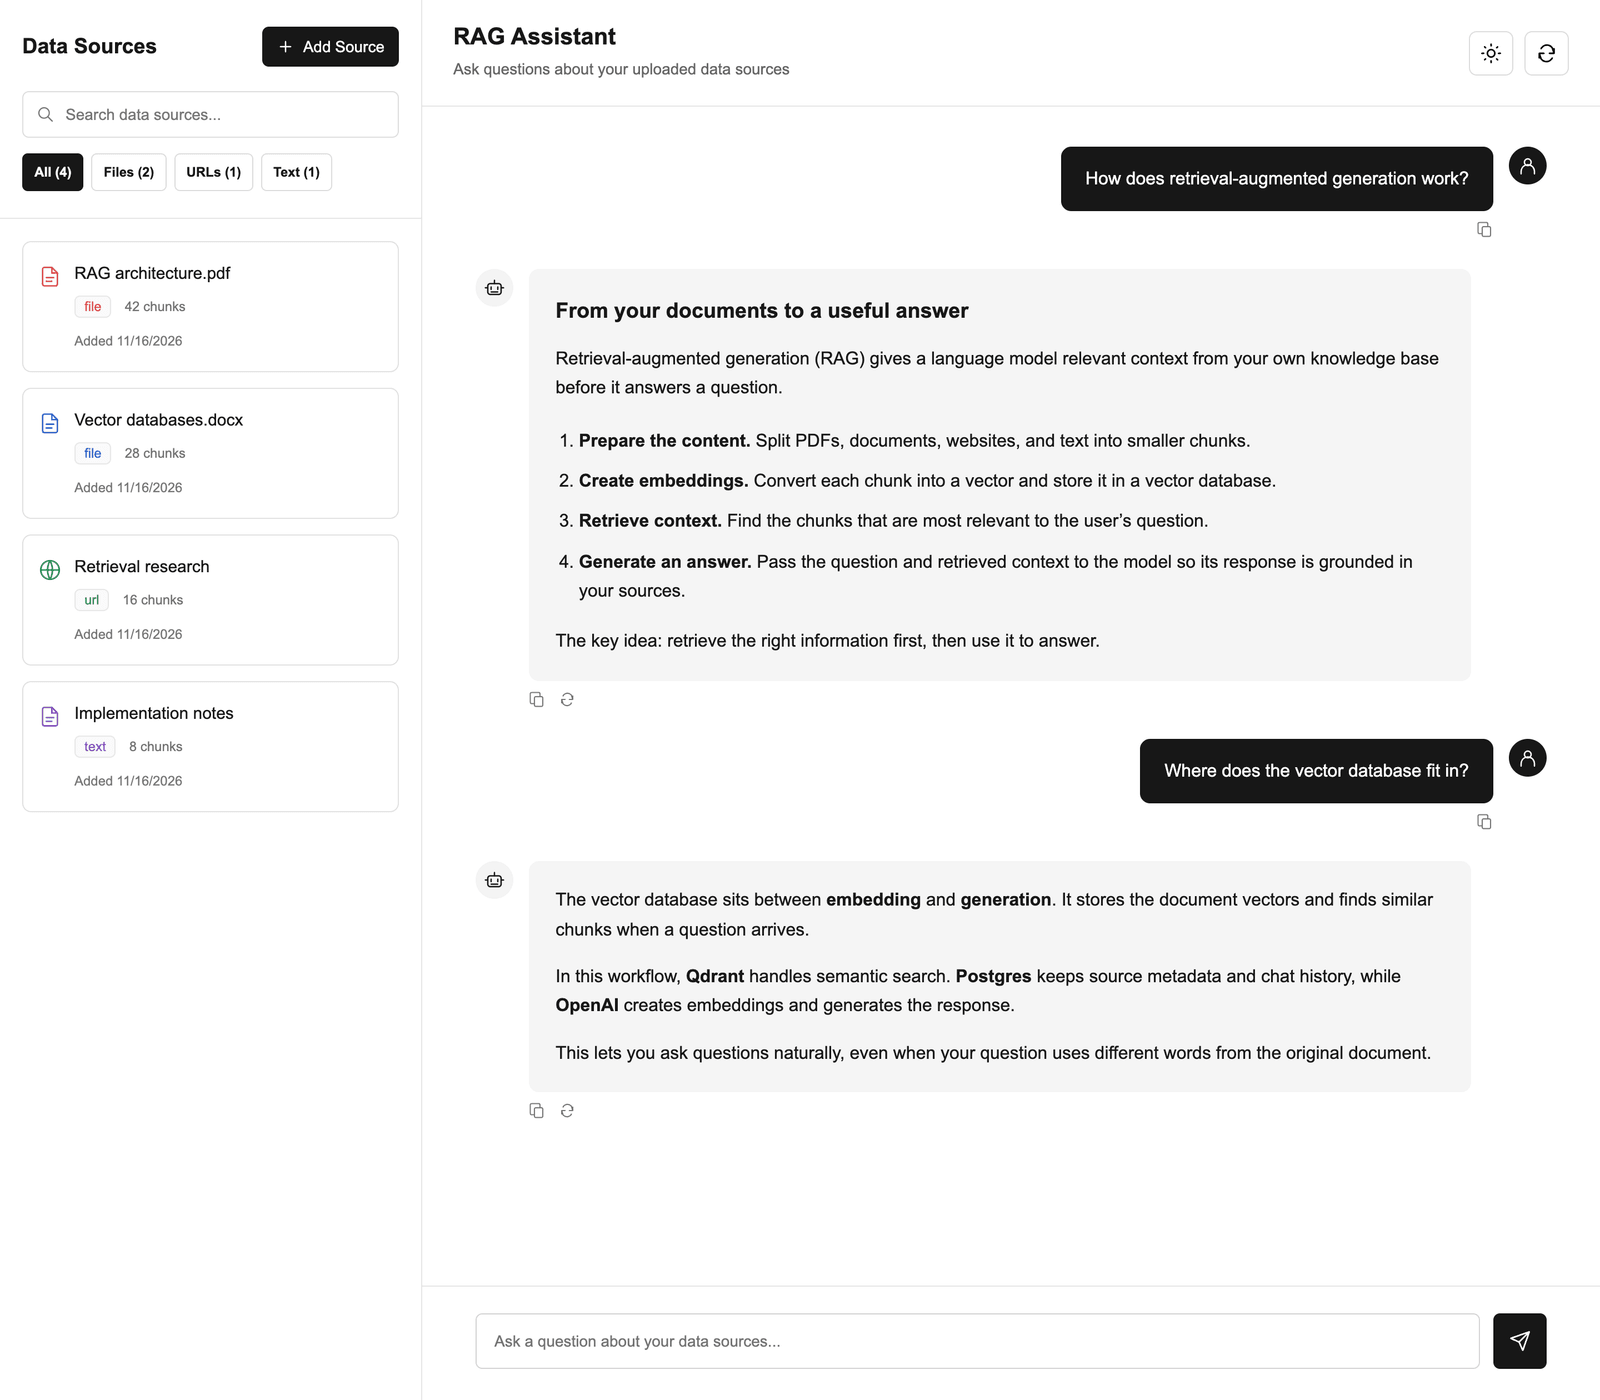 Data Sources
Add Source
Search data sources...
All (4)
Files (2)
URLs (1)
Text (1)
RAG architecture.pdf
file
42 chunks
Added 11/16/2026
Vector databases.docx
file
28 chunks
Added 11/16/2026
Retrieval research
url
16 chunks
Added 11/16/2026
Implementation notes
text
8 chunks
Added 11/16/2026
RAG Assistant
Ask questions about your uploaded data sources
How does retrieval-augmented generation work?
From your documents to a useful answer
Retrieval-augmented generation (RAG) gives a language model relevant context from your own knowledge base
before it answers a question.
1. Prepare the content. Split PDFs, documents, websites, and text into smaller chunks.
2. Create embeddings. Convert each chunk into a vector and store it in a vector database.
3. Retrieve context. Find the chunks that are most relevant to the user’s question.
4. Generate an answer. Pass the question and retrieved context to the model so its response is grounded in
your sources.
The key idea: retrieve the right information first, then use it to answer.
Where does the vector database fit in?
The vector database sits between embedding and generation. It stores the document vectors and finds similar
chunks when a question arrives.
In this workflow, Qdrant handles semantic search. Postgres keeps source metadata and chat history, while
OpenAI creates embeddings and generates the response.
This lets you ask questions naturally, even when your question uses different words from the original document.
Ask a question about your data sources...